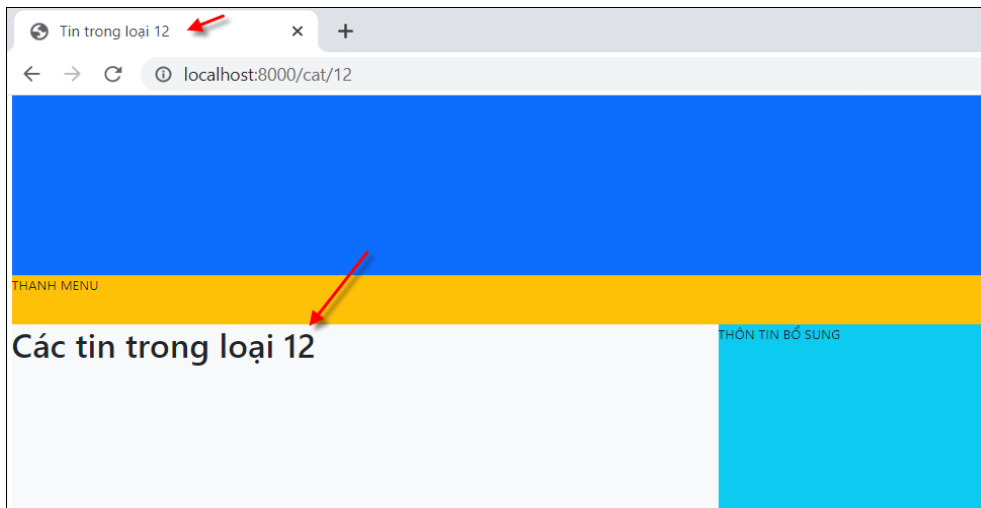 Tin trong loại 12
localhost:8000/cat/12
THANH MENU
Các tin trong loại 12
THÔN TIN BỔ SUNG